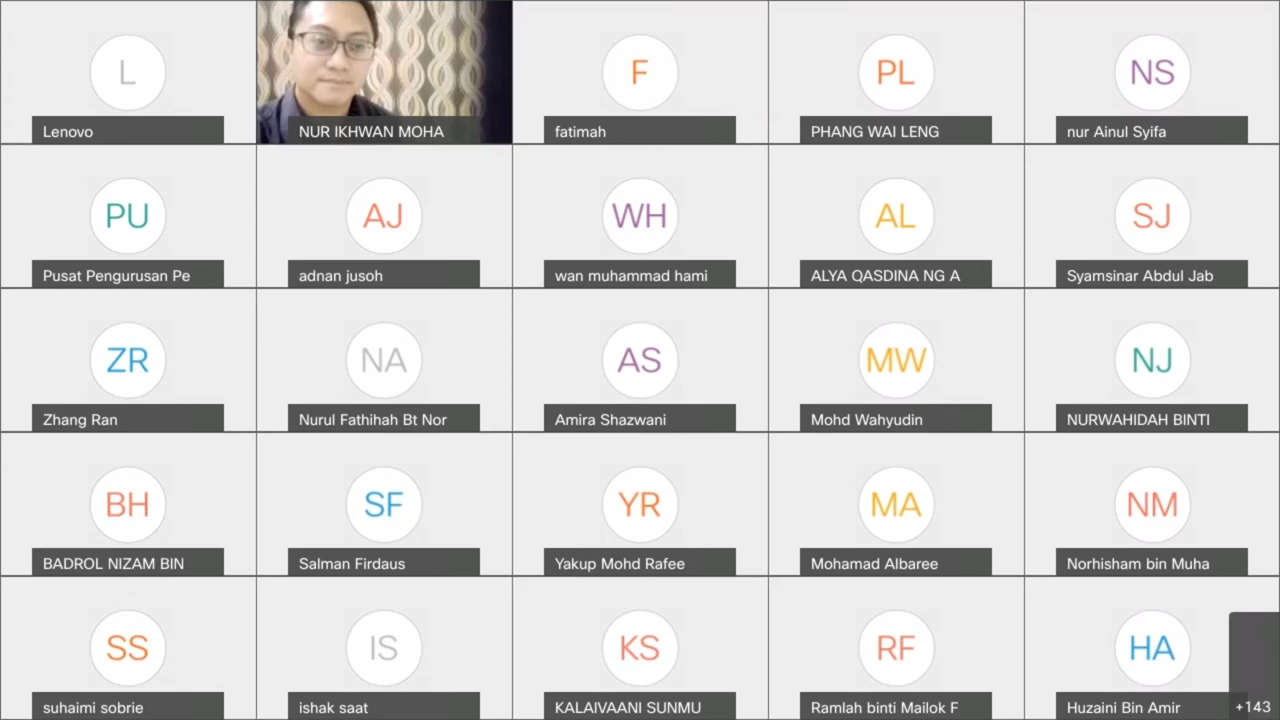 L
Lenovo
NUR IKHWAN MOHA
F
fatimah
PL
PHANG WAI LENG
NS
nur Ainul Syifa
PU
Pusat Pengurusan Pe
AJ
adnan jusoh
WH
wan muhammad hami
AL
ALYA QASDINA NG A
SJ
Syamsinar Abdul Jab
ZR
Zhang Ran
NA
Nurul Fathihah Bt Nor
AS
Amira Shazwani
MW
Mohd Wahyudin
NJ
NURWAHIDAH BINTI
BH
BADROL NIZAM BIN
SF
Salman Firdaus
YR
Yakup Mohd Rafee
MA
Mohamad Albaree
NM
Norhisham bin Muha
SS
suhaimi sobrie
IS
ishak saat
KS
KALAIVAANI SUNMU
RF
Ramlah binti Mailok F
HA
Huzaini Bin Amir
+143